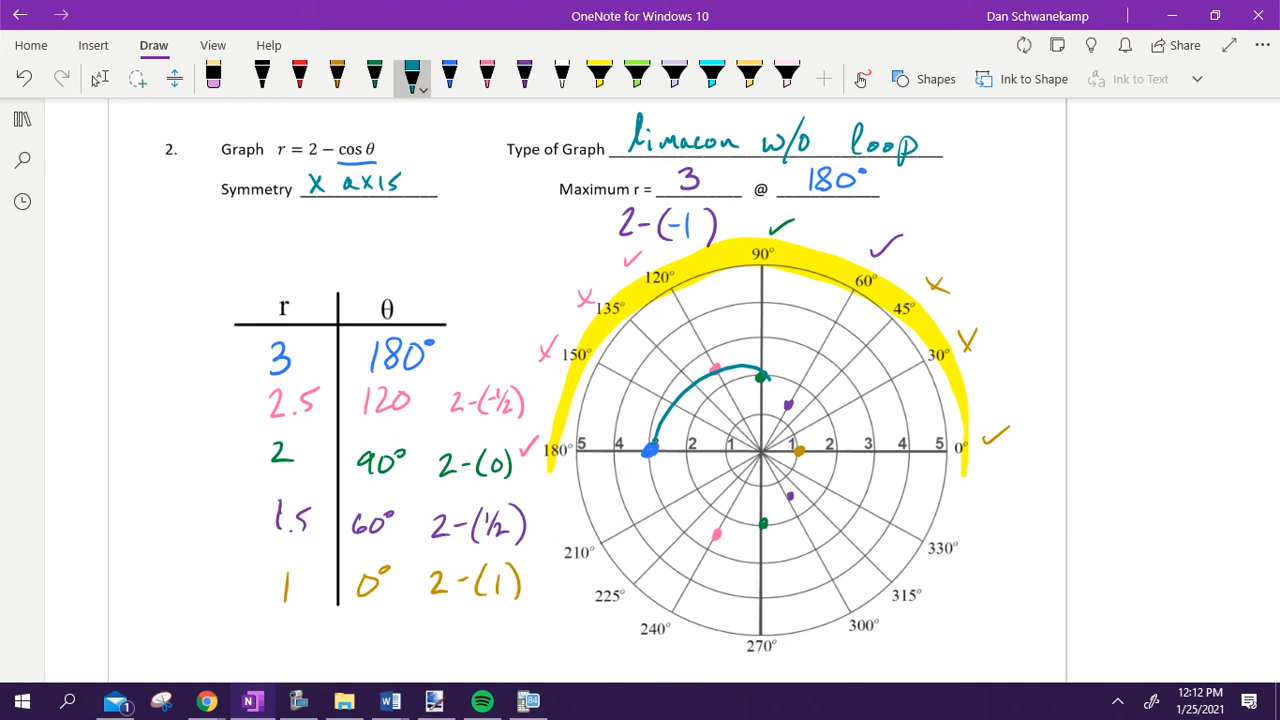 OneNote for Windows 10
Dan Schwanekamp
Home Insert Draw View Help
Share
Shapes Ink to Shape Ink to Text
2. Graph r = 2 − cos θ
Type of Graph limacon w/o loop
Symmetry x axis
Maximum r = 3 @ 180°
2-(-1)
r θ
3 180°
2.5 120 2-(-1/2)
2 90° 2-(0)
1.5 60° 2-(1/2)
1 0° 2-(1)
90°
120° 60°
135° 45°
150° 30°
180° 5 4 3 2 1 1 2 3 4 5 0°
210° 330°
225° 315°
240° 300°
270°
1
12:12 PM
1/25/2021